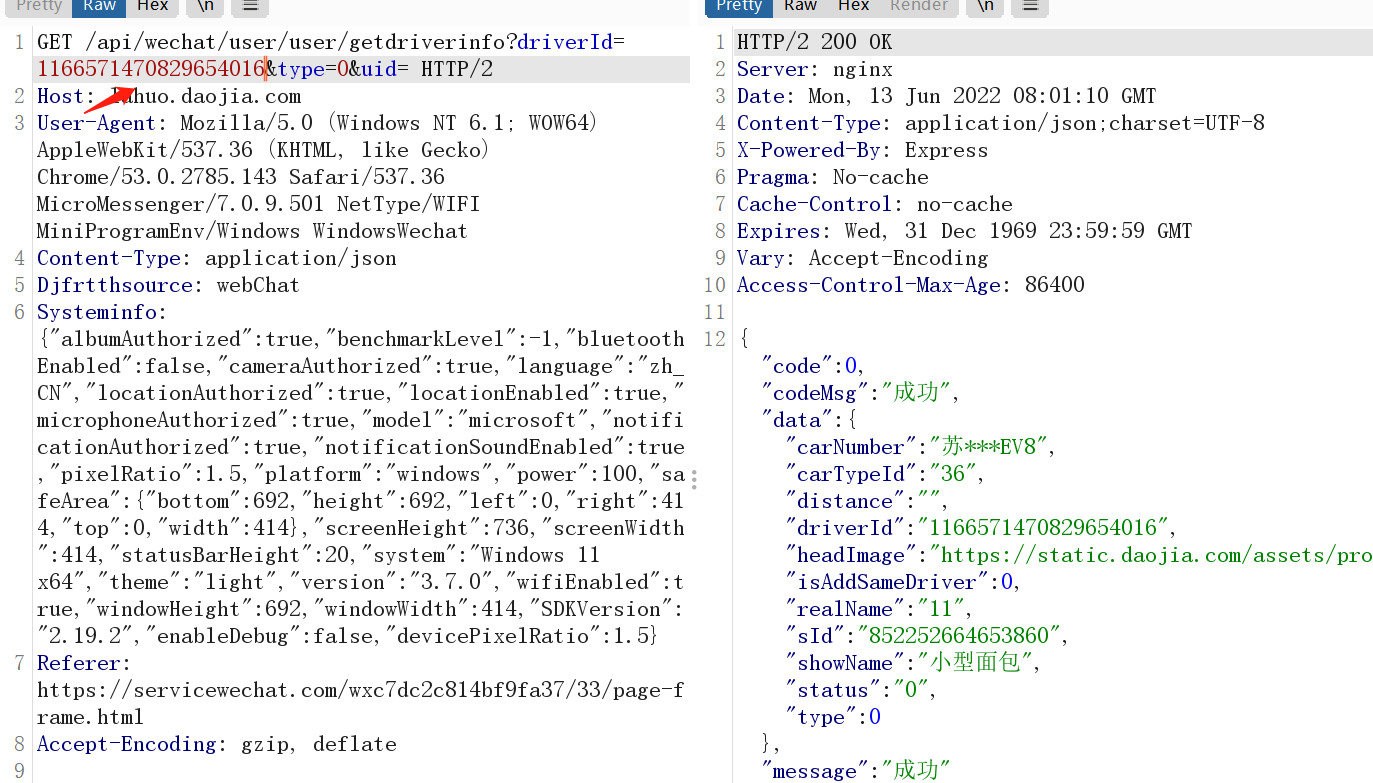 Pretty Raw Hex \n
GET /api/wechat/user/user/getdriverinfo?driverId=
1166571470829654016&type=0&uid= HTTP/2
Host: huo.daojia.com
User-Agent: Mozilla/5.0 (Windows NT 6.1; WOW64)
AppleWebKit/537.36 (KHTML, like Gecko)
Chrome/53.0.2785.143 Safari/537.36
MicroMessenger/7.0.9.501 NetType/WIFI
MiniProgramEnv/Windows WindowsWechat
Content-Type: application/json
Djfrtthsource: webChat
Systeminfo:
{"albumAuthorized":true,"benchmarkLevel":-1,"bluetooth
Enabled":false,"cameraAuthorized":true,"language":"zh_
CN","locationAuthorized":true,"locationEnabled":true,"
microphoneAuthorized":true,"model":"microsoft","notifi
cationAuthorized":true,"notificationSoundEnabled":true
,"pixelRatio":1.5,"platform":"windows","power":100,"sa
feArea":{"bottom":692,"height":692,"left":0,"right":41
4,"top":0,"width":414},"screenHeight":736,"screenWidth
":414,"statusBarHeight":20,"system":"Windows 11
x64","theme":"light","version":"3.7.0","wifiEnabled":t
rue,"windowHeight":692,"windowWidth":414,"SDKVersion":
"2.19.2","enableDebug":false,"devicePixelRatio":1.5}
Referer:
https://servicewechat.com/wxc7dc2c814bf9fa37/33/page-f
rame.html
Accept-Encoding: gzip, deflate
1
2
3
4
5
6
7
8
9
Pretty Raw Hex Render \n
1 HTTP/2 200 OK
2 Server: nginx
3 Date: Mon, 13 Jun 2022 08:01:10 GMT
4 Content-Type: application/json;charset=UTF-8
5 X-Powered-By: Express
6 Pragma: No-cache
7 Cache-Control: no-cache
8 Expires: Wed, 31 Dec 1969 23:59:59 GMT
9 Vary: Accept-Encoding
10 Access-Control-Max-Age: 86400
11
12 {
"code":0,
"codeMsg":"成功",
"data":{
"carNumber":"苏***EV8",
"carTypeId":"36",
"distance":"",
"driverId":"1166571470829654016",
"headImage":"https://static.daojia.com/assets/pro
"isAddSameDriver":0,
"realName":"11",
"sId":"852252664653860",
"showName":"小型面包",
"status":"0",
"type":0
},
"message":"成功"